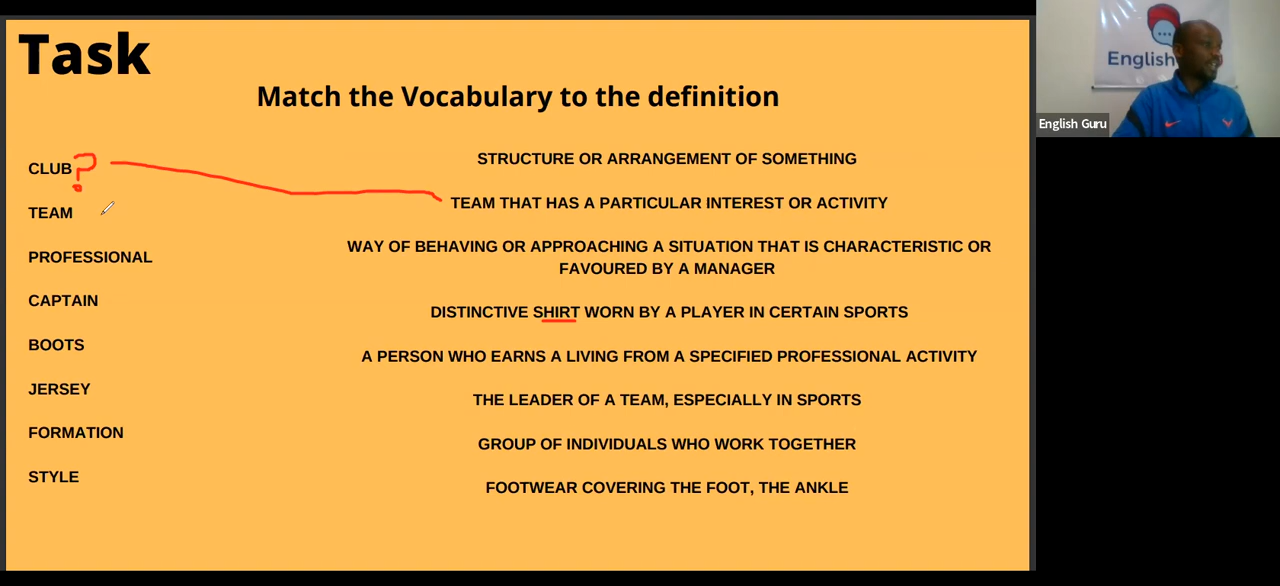 Task
Match the Vocabulary to the definition
CLUB ?
TEAM
PROFESSIONAL
CAPTAIN
BOOTS
JERSEY
FORMATION
STYLE
STRUCTURE OR ARRANGEMENT OF SOMETHING
TEAM THAT HAS A PARTICULAR INTEREST OR ACTIVITY
WAY OF BEHAVING OR APPROACHING A SITUATION THAT IS CHARACTERISTIC OR
FAVOURED BY A MANAGER
DISTINCTIVE SHIRT WORN BY A PLAYER IN CERTAIN SPORTS
A PERSON WHO EARNS A LIVING FROM A SPECIFIED PROFESSIONAL ACTIVITY
THE LEADER OF A TEAM, ESPECIALLY IN SPORTS
GROUP OF INDIVIDUALS WHO WORK TOGETHER
FOOTWEAR COVERING THE FOOT, THE ANKLE
English
English Guru